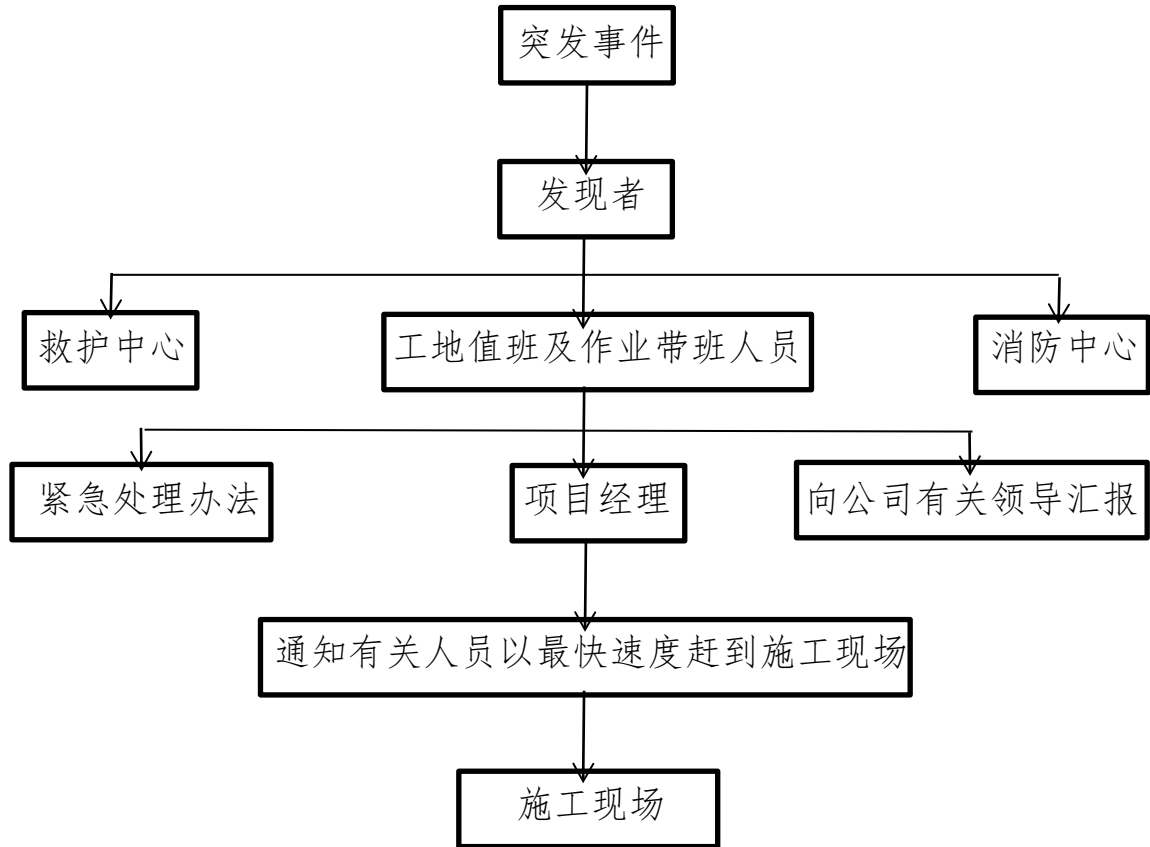 突发事件
发现者
救护中心
工地值班及作业带班人员
消防中心
紧急处理办法
项目经理
向公司有关领导汇报
通知有关人员以最快速度赶到施工现场
施工现场